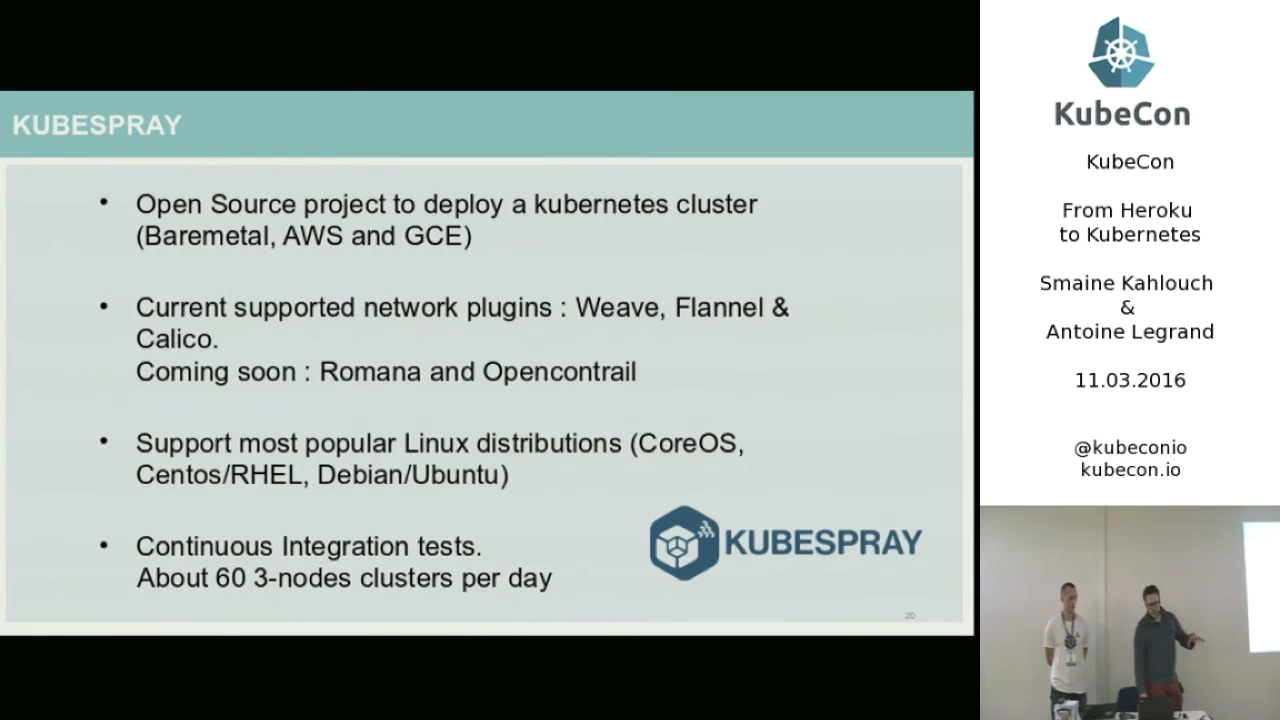 KUBESPRAY
• Open Source project to deploy a kubernetes cluster
(Baremetal, AWS and GCE)
• Current supported network plugins : Weave, Flannel &
Calico.
Coming soon : Romana and Opencontrail
• Support most popular Linux distributions (CoreOS,
Centos/RHEL, Debian/Ubuntu)
• Continuous Integration tests.
About 60 3-nodes clusters per day
KUBESPRAY
20
KubeCon
KubeCon
From Heroku
to Kubernetes
Smaine Kahlouch
&
Antoine Legrand
11.03.2016
@kubeconio
kubecon.io